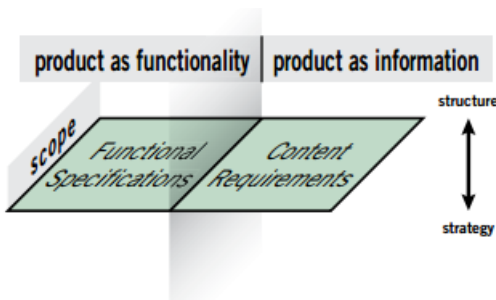 product as functionality
product as information
structure
scope
Functional
Specifications
Content
Requirements
strategy